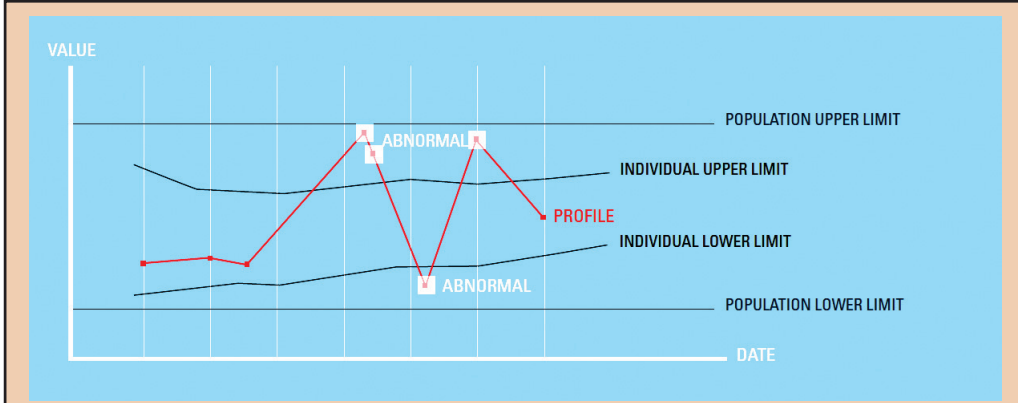 VALUE
POPULATION UPPER LIMIT
ABNORMAL
INDIVIDUAL UPPER LIMIT
PROFILE
INDIVIDUAL LOWER LIMIT
ABNORMAL
POPULATION LOWER LIMIT
DATE